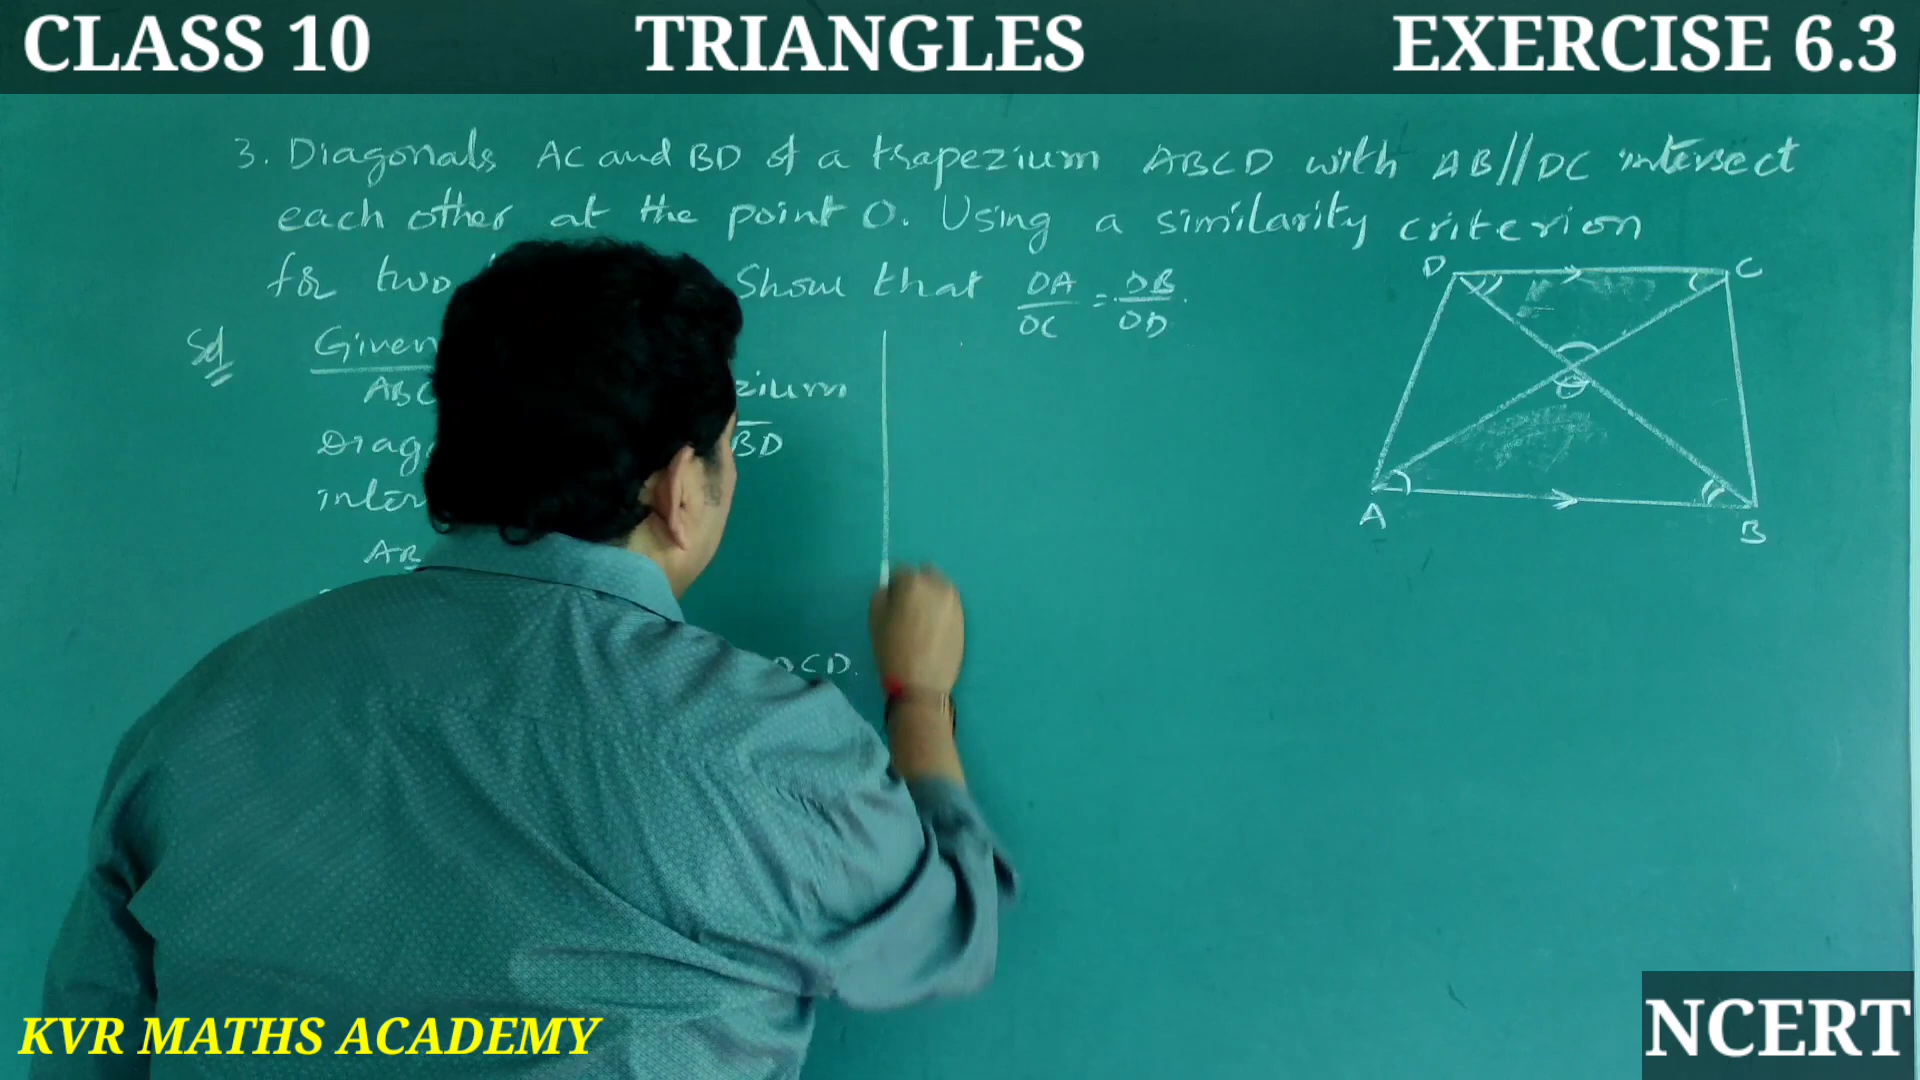 CLASS 10 TRIANGLES EXERCISE 6.3
3. Diagonals AC and BD of a trapezium ABCD with AB//DC intersect
each other at the point O. Using a similarity criterion
for two Show that OA/OC = OB/OD.
Sol Given
ABC zium
Diag BD
inter
AB
OCD.
D C
O
A B
KVR MATHS ACADEMY
NCERT